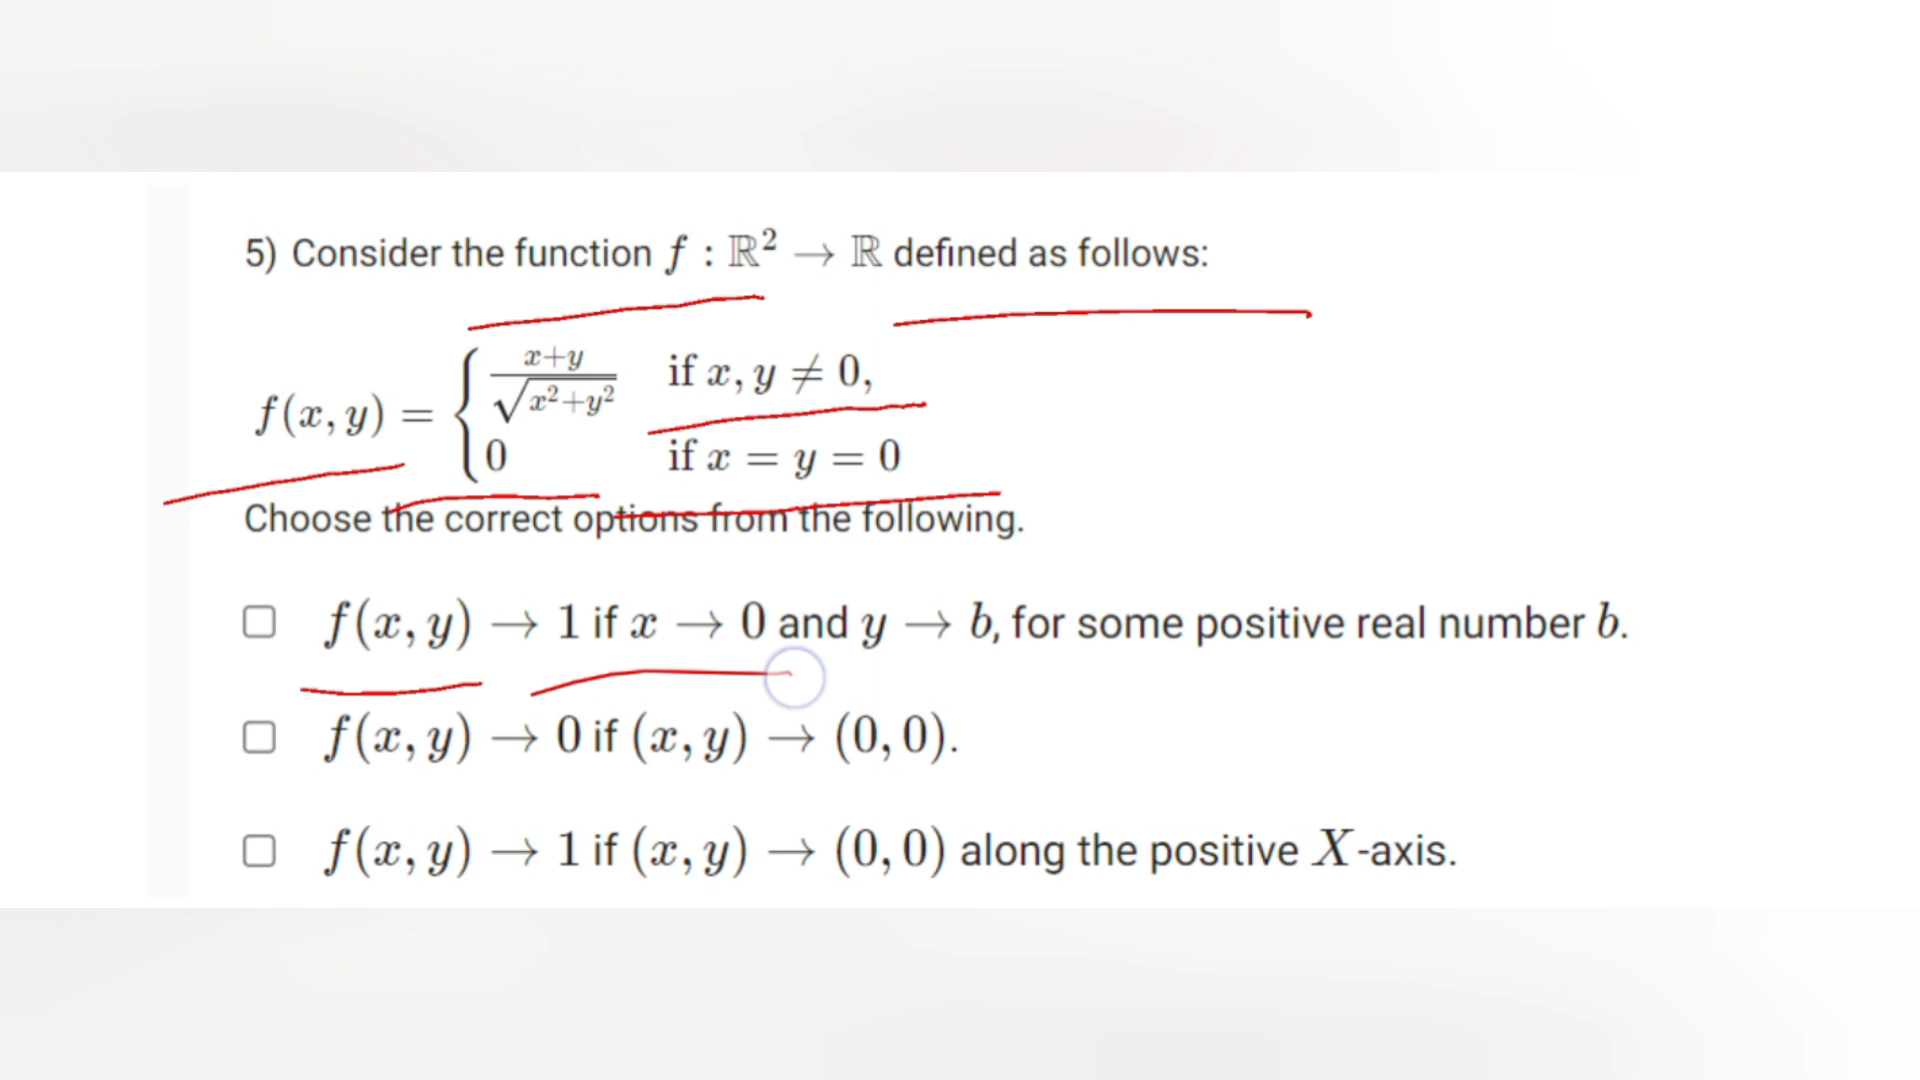 5) Consider the function f : ℝ² → ℝ defined as follows:
f(x, y) = { x+y / √x²+y² if x, y ≠ 0,
0 if x = y = 0
Choose the correct options from the following.
f(x, y) → 1 if x → 0 and y → b, for some positive real number b.
f(x, y) → 0 if (x, y) → (0, 0).
f(x, y) → 1 if (x, y) → (0, 0) along the positive X-axis.